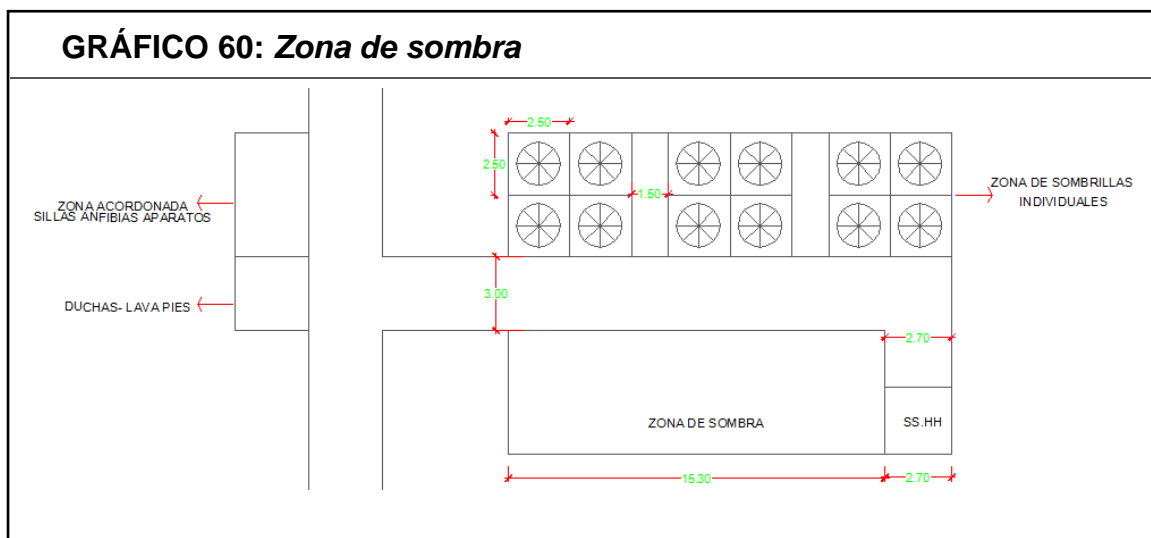 GRÁFICO 60: Zona de sombra
2.50
2.50
1.50
ZONA DE SOMBRILLAS
INDIVIDUALES
ZONA ACORDONADA
SILLAS ANFIBIAS APARATOS
DUCHAS- LAVA PIES
3.00
2.70
ZONA DE SOMBRA
SS.HH
15.30
2.70